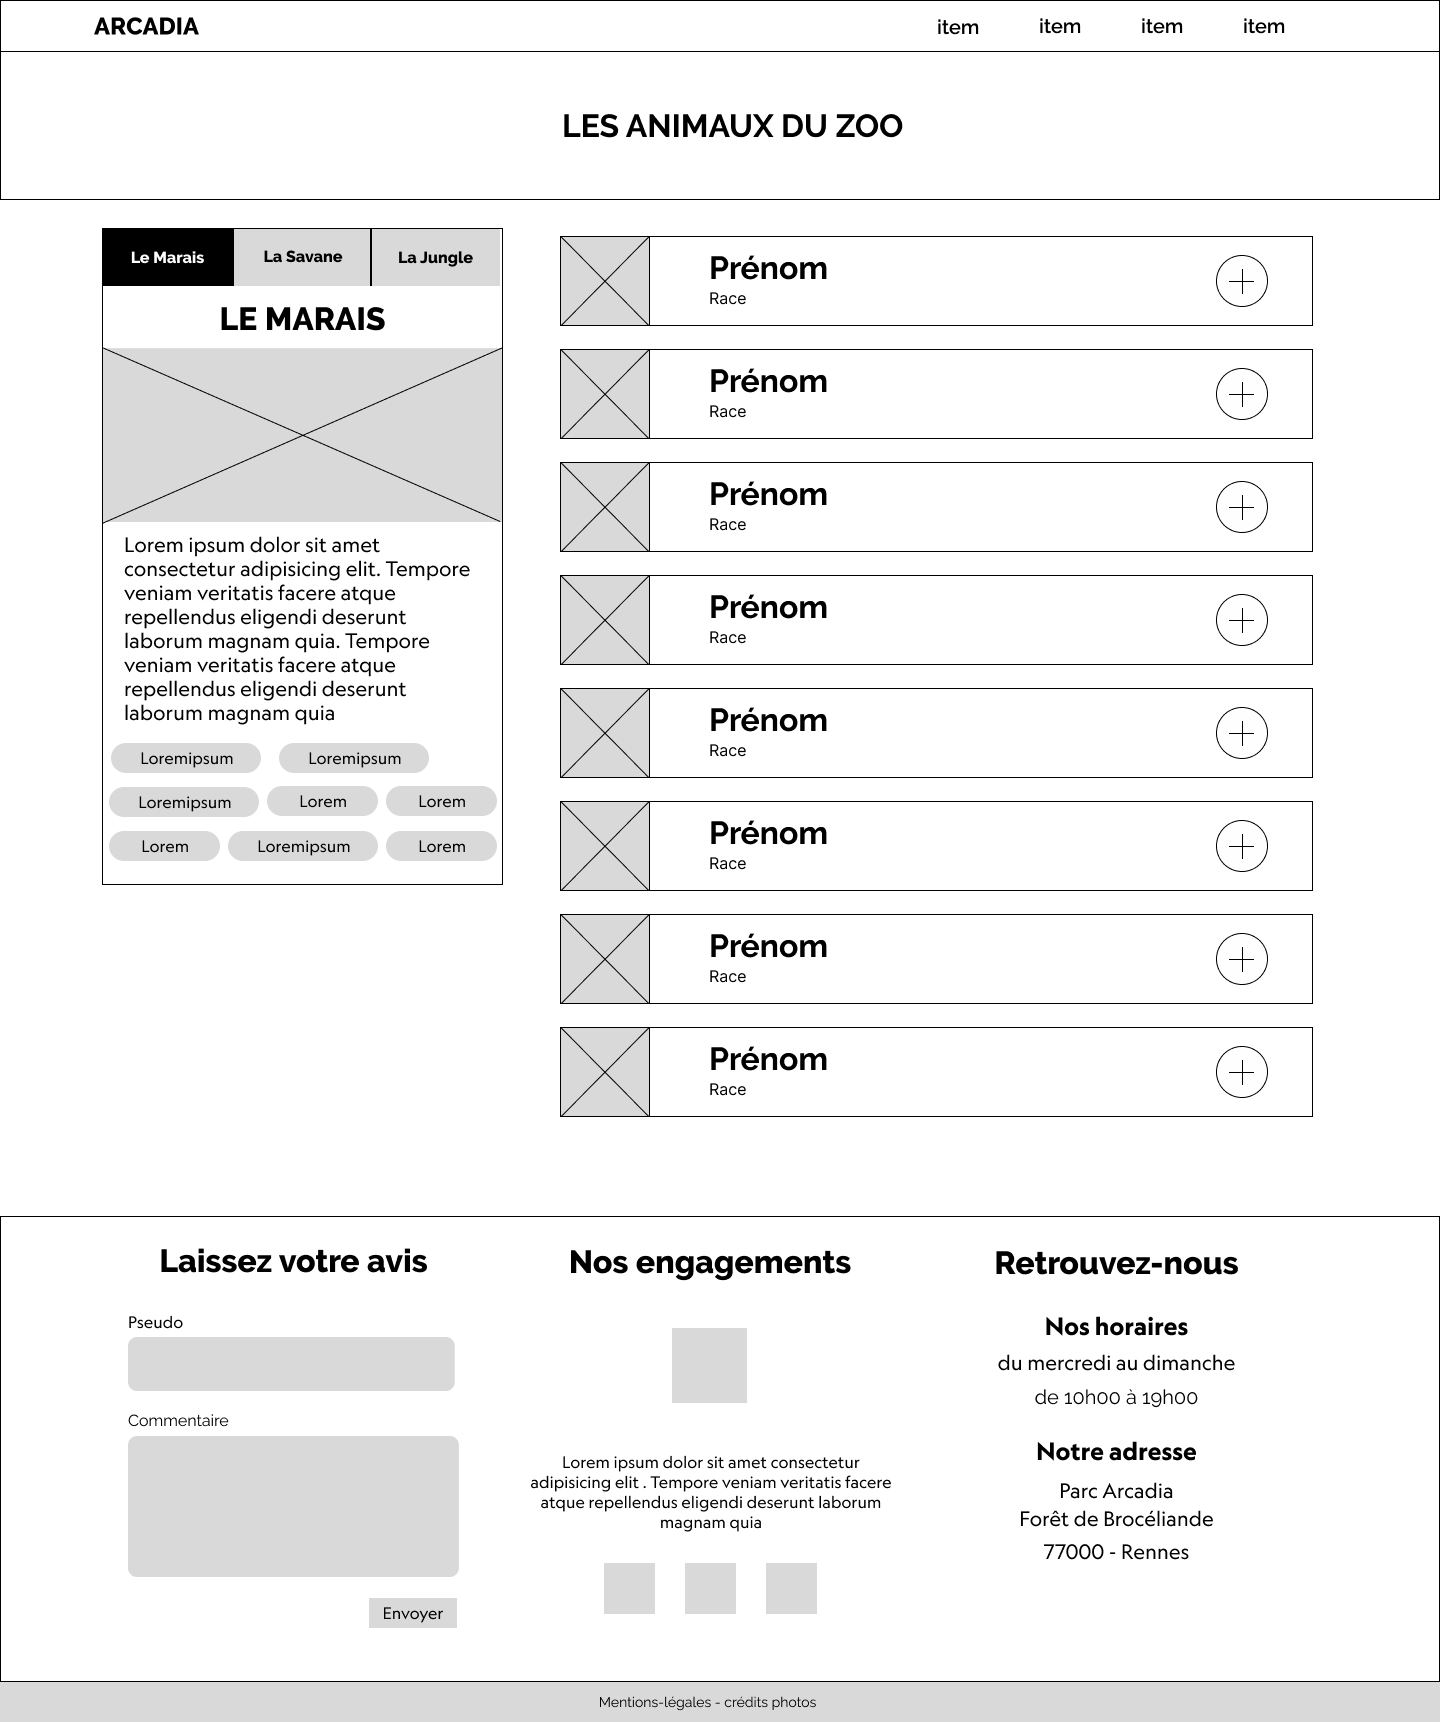 ARCADIA
item item item item
LES ANIMAUX DU ZOO
Le Marais La Savane La Jungle
LE MARAIS
Lorem ipsum dolor sit amet
consectetur adipisicing elit. Tempore
veniam veritatis facere atque
repellendus eligendi deserunt
laborum magnam quia. Tempore
veniam veritatis facere atque
repellendus eligendi deserunt
laborum magnam quia
Loremipsum Loremipsum
Loremipsum Lorem Lorem
Lorem Loremipsum Lorem
Prénom
Race
Prénom
Race
Prénom
Race
Prénom
Race
Prénom
Race
Prénom
Race
Prénom
Race
Prénom
Race
Laissez votre avis
Pseudo
Commentaire
Envoyer
Nos engagements
Lorem ipsum dolor sit amet consectetur
adipisicing elit . Tempore veniam veritatis facere
atque repellendus eligendi deserunt laborum
magnam quia
Retrouvez-nous
Nos horaires
du mercredi au dimanche
de 10h00 à 19h00
Notre adresse
Parc Arcadia
Forêt de Brocéliande
77000 - Rennes
Mentions-légales - crédits photos